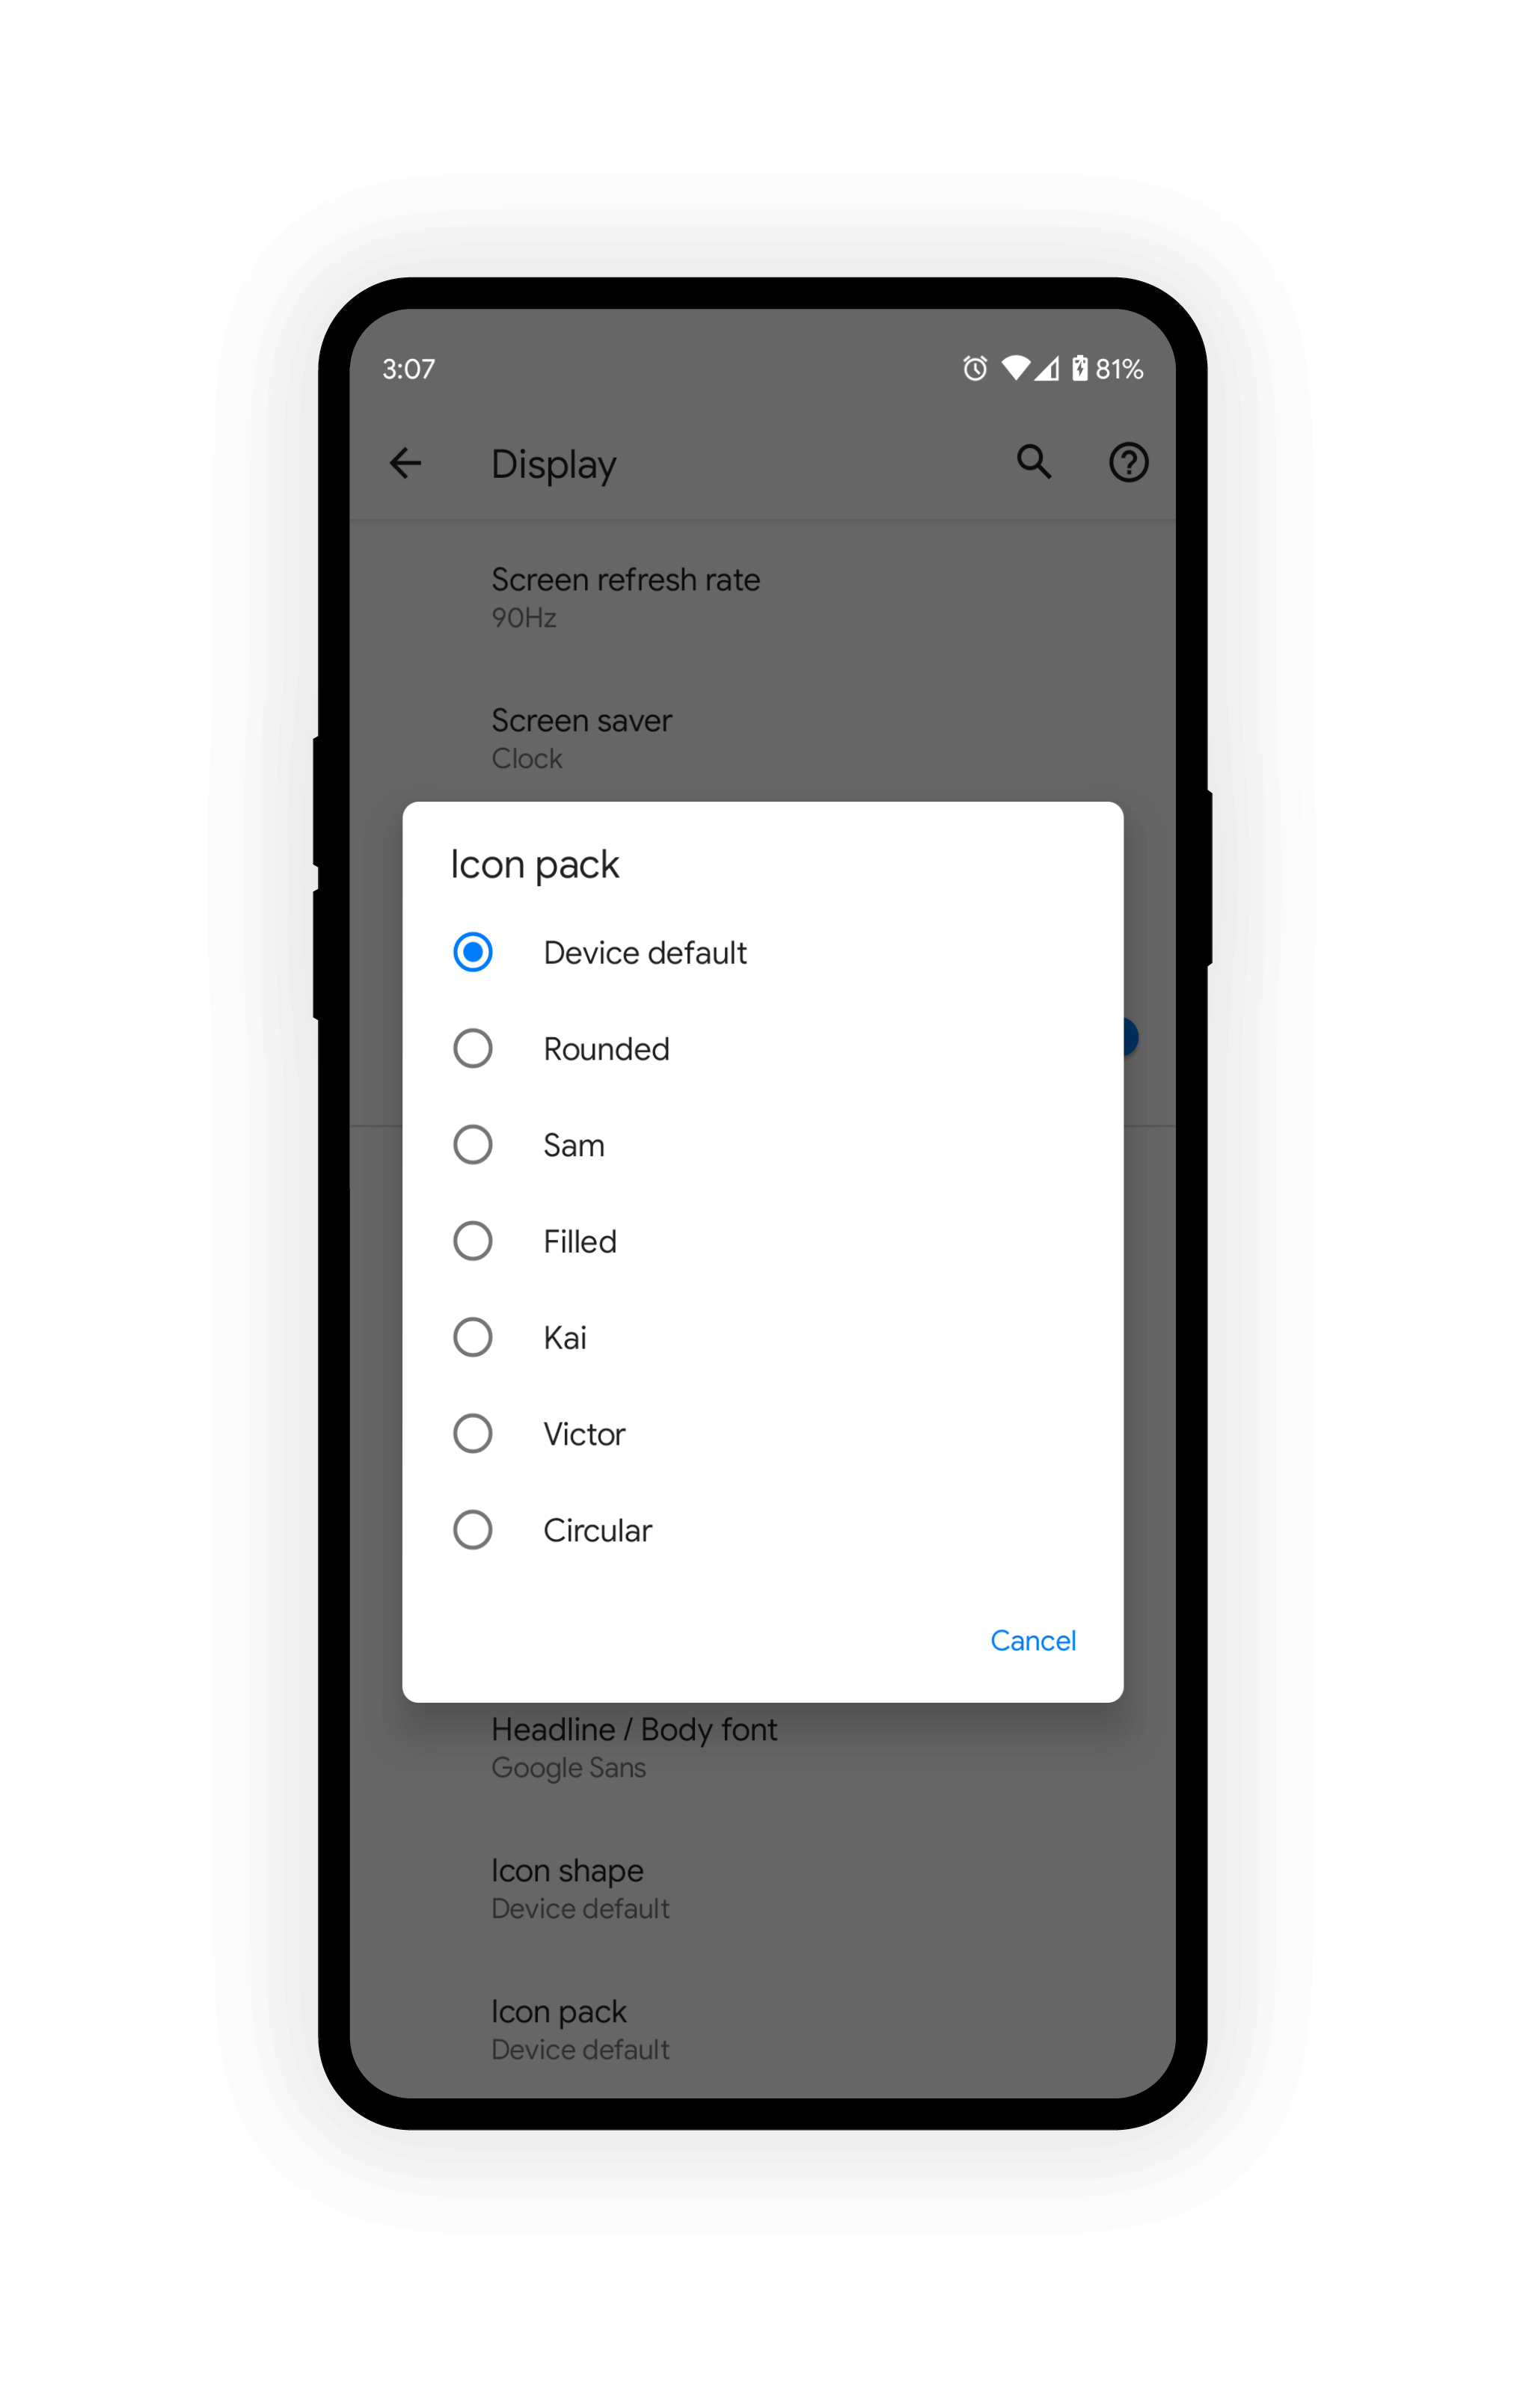 3:07
81%
Display
Screen refresh rate
90Hz
Screen saver
Clock
Icon pack
Device default
Rounded
Sam
Filled
Kai
Victor
Circular
Cancel
Headline / Body font
Google Sans
Icon shape
Device default
Icon pack
Device default